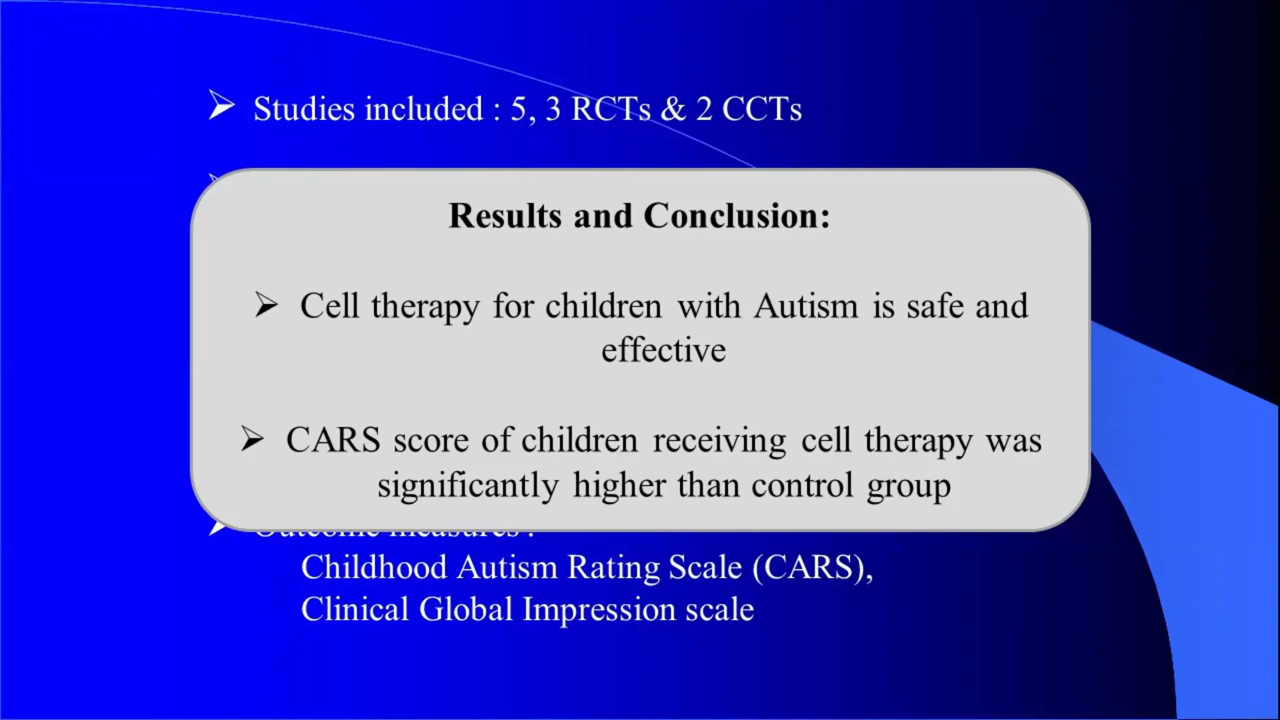 ➢ Studies included : 5, 3 RCTs & 2 CCTs
Results and Conclusion:
➢ Cell therapy for children with Autism is safe and
effective
➢ CARS score of children receiving cell therapy was
significantly higher than control group
➢ Outcome measures :
Childhood Autism Rating Scale (CARS),
Clinical Global Impression scale